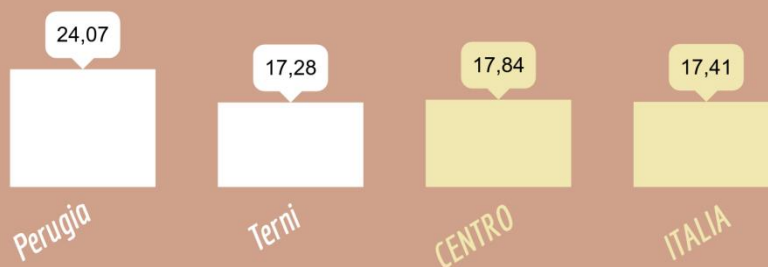 24,07
17,28
17,84
17,41
Perugia
Terni
CENTRO
ITALIA